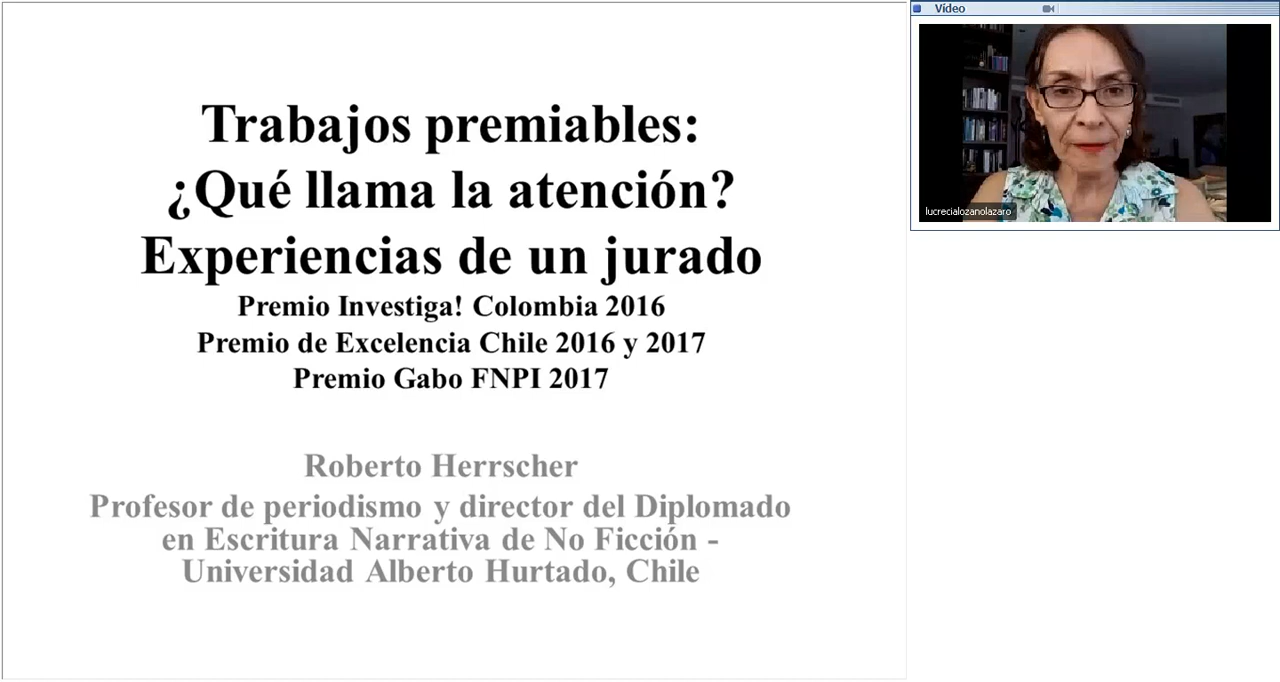 Trabajos premiables:
¿Qué llama la atención?
Experiencias de un jurado
Premio Investiga! Colombia 2016
Premio de Excelencia Chile 2016 y 2017
Premio Gabo FNPI 2017
Roberto Herrscher
Profesor de periodismo y director del Diplomado
en Escritura Narrativa de No Ficción -
Universidad Alberto Hurtado, Chile
Vídeo
lucrecialozanolazaro